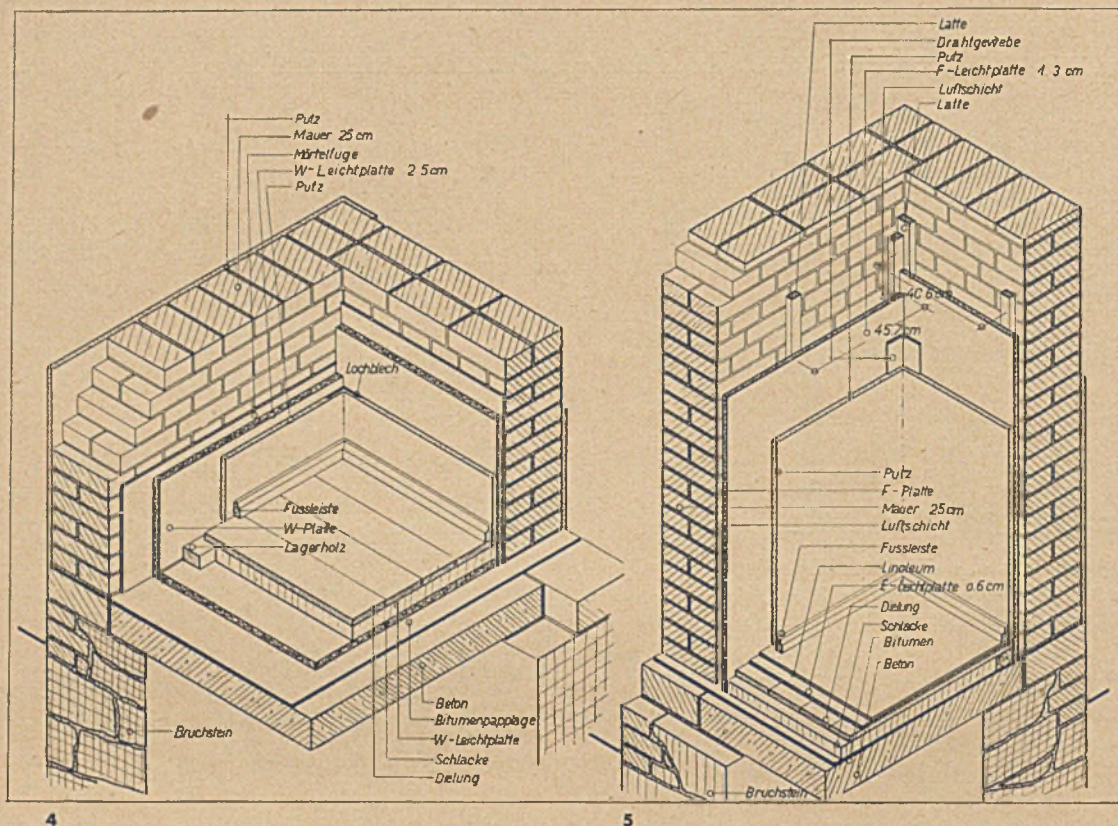 Putz
Mauer 25 cm
Mörtelfuge
W-Leichtplatte 2 5 cm
Putz
Lochblech
Fussleiste
W-Platte
Lagerholz
Bruchstein
Beton
Bitumenpapplage
W-Leichtplatte
Schlacke
Dielung
4
Latte
Drahtgewebe
Putz
F-Leichtplatte 1.3 cm
Luftschicht
Latte
40,6 cm
45,7 cm
Putz
F-Platte
Mauer 25cm
Luftschicht
Fussleiste
Linoleum
F-Leichtplatte 0.6 cm
Dielung
Schlacke
Bitumen
Beton
Bruchstein
5